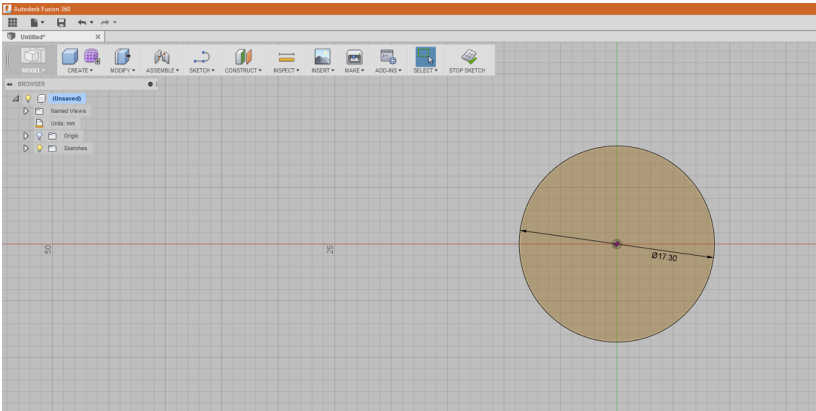 Autodesk Fusion 360
Untitled*
MODEL
CREATE
MODIFY
ASSEMBLE
SKETCH
CONSTRUCT
INSPECT
INSERT
MAKE
ADD-INS
SELECT
STOP SKETCH
BROWSER
(Unsaved)
Named Views
Units: mm
Origin
Sketches
50
25
Ø17.30